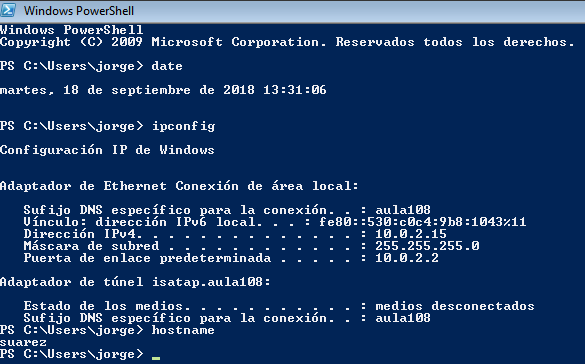 Windows PowerShell
Windows PowerShell
Copyright (C) 2009 Microsoft Corporation. Reservados todos los derechos.
PS C:\Users\jorge> date
martes, 18 de septiembre de 2018 13:31:06
PS C:\Users\jorge> ipconfig
Configuración IP de Windows
Adaptador de Ethernet Conexión de área local:
Sufijo DNS específico para la conexión. . : aula108
Vínculo: dirección IPv6 local. . . : fe80::530:c0c4:9b8:1043%11
Dirección IPv4. . . . . . . . . . . . . . : 10.0.2.15
Máscara de subred . . . . . . . . . . . . : 255.255.255.0
Puerta de enlace predeterminada . . . . . : 10.0.2.2
Adaptador de túnel isatap.aula108:
Estado de los medios. . . . . . . . . . . : medios desconectados
Sufijo DNS específico para la conexión. . : aula108
PS C:\Users\jorge> hostname
suarez
PS C:\Users\jorge> _